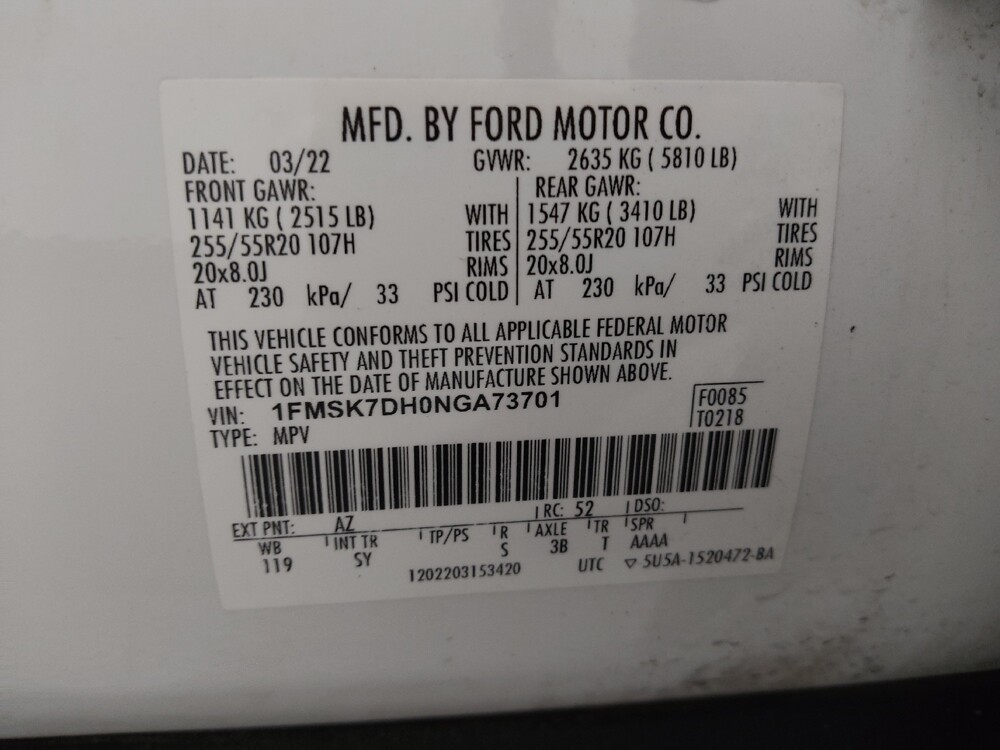 MFD. BY FORD MOTOR CO.
DATE: 03/22 GVWR: 2635 KG ( 5810 LB)
FRONT GAWR: REAR GAWR:
1141 KG ( 2515 LB) WITH 1547 KG ( 3410 LB) WITH
255/55R20 107H TIRES 255/55R20 107H TIRES
20x8.0J RIMS 20x8.0J RIMS
AT 230 kPa/ 33 PSI COLD AT 230 kPa/ 33 PSI COLD
THIS VEHICLE CONFORMS TO ALL APPLICABLE FEDERAL MOTOR
VEHICLE SAFETY AND THEFT PREVENTION STANDARDS IN
EFFECT ON THE DATE OF MANUFACTURE SHOWN ABOVE.
VIN: 1FMSK7DH0NGA73701 F0085
TYPE: MPV T0218
EXT PNT: AZ RC: 52 DSO:
WB INT TR TP/PS R AXLE TR SPR
119 SY S 3B T AAAA
1202203153420 UTC ▽ 5U5A-1520472-BA